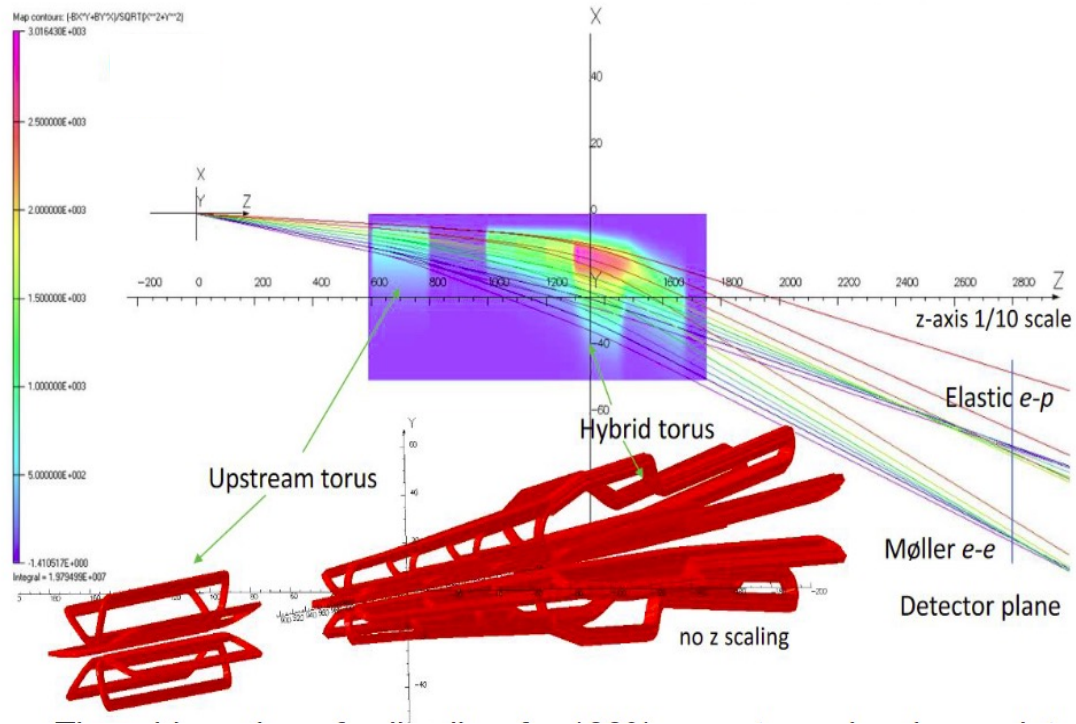 Map contours: (-BX*Y+BY*X)/SQRT(X**2+Y**2)
3.016430E+003
2.500000E+003
2.000000E+003
1.500000E+003
1.000000E+003
5.000000E+002
-1.410517E+000
Integral = 1.979499E+007
X
40
20
0
Y
-40
-60
X
Y
Z
-200
0
200
400
600
800
1000
1200
1600
1800
2000
2200
2400
2600
2800
Z
z-axis 1/10 scale
Elastic e-p
Møller e-e
Detector plane
Upstream torus
Hybrid torus
no z scaling
Y
60
40
-40
-200